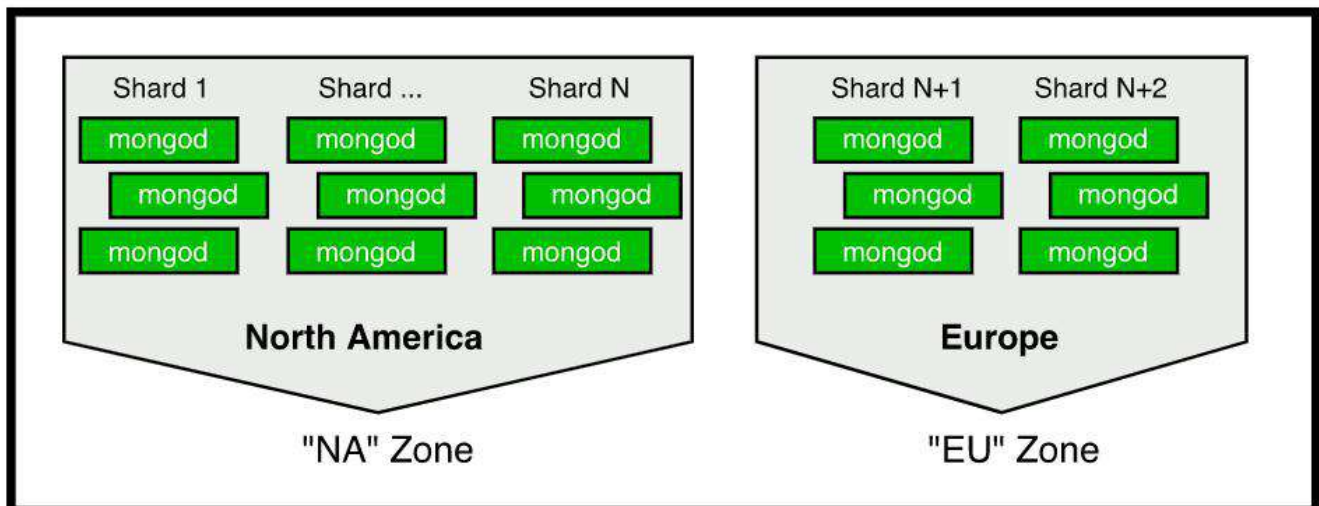 Shard 1 Shard ... Shard N
mongod mongod mongod
mongod mongod mongod
mongod mongod mongod
North America
"NA" Zone
Shard N+1 Shard N+2
mongod mongod
mongod mongod
mongod mongod
Europe
"EU" Zone